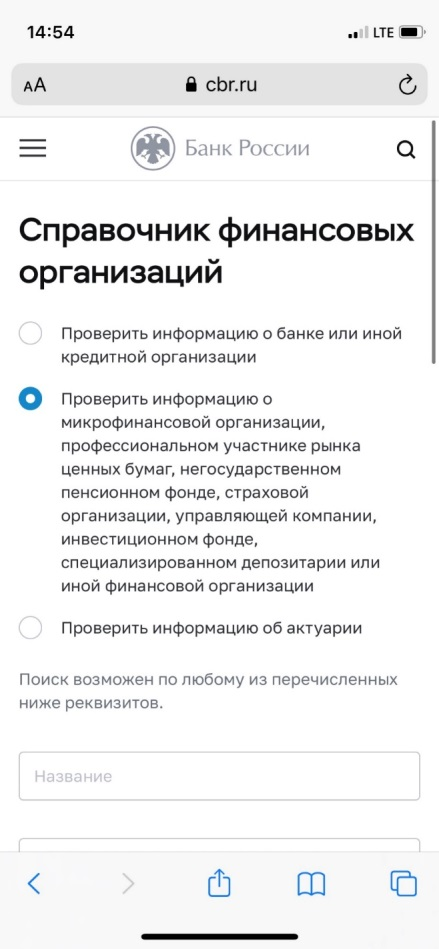 14:54
LTE
AA
cbr.ru
Банк России
Справочник финансовых
организаций
Проверить информацию о банке или иной
кредитной организации
Проверить информацию о
микрофинансовой организации,
профессиональном участнике рынка
ценных бумаг, негосударственном
пенсионном фонде, страховой
организации, управляющей компании,
инвестиционном фонде,
специализированном депозитарии или
иной финансовой организации
Проверить информацию об актуарии
Поиск возможен по любому из перечисленных
ниже реквизитов.
Название